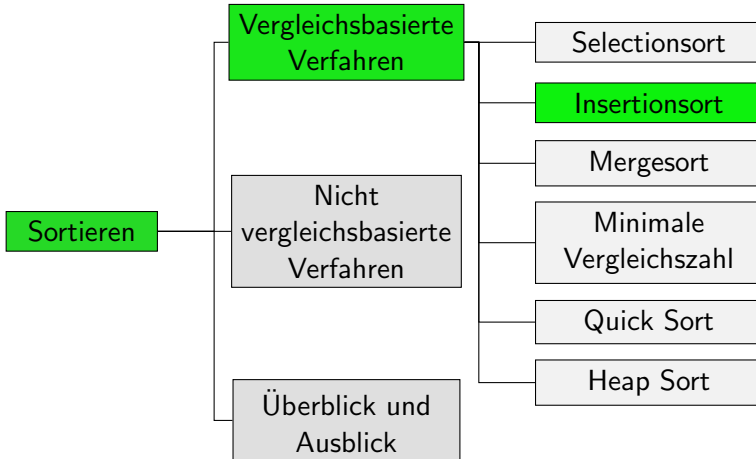 Sortieren
Vergleichsbasierte
Verfahren
Selectionsort
Insertionsort
Mergesort
Minimale
Vergleichszahl
Quick Sort
Heap Sort
Nicht
vergleichsbasierte
Verfahren
Überblick und
Ausblick